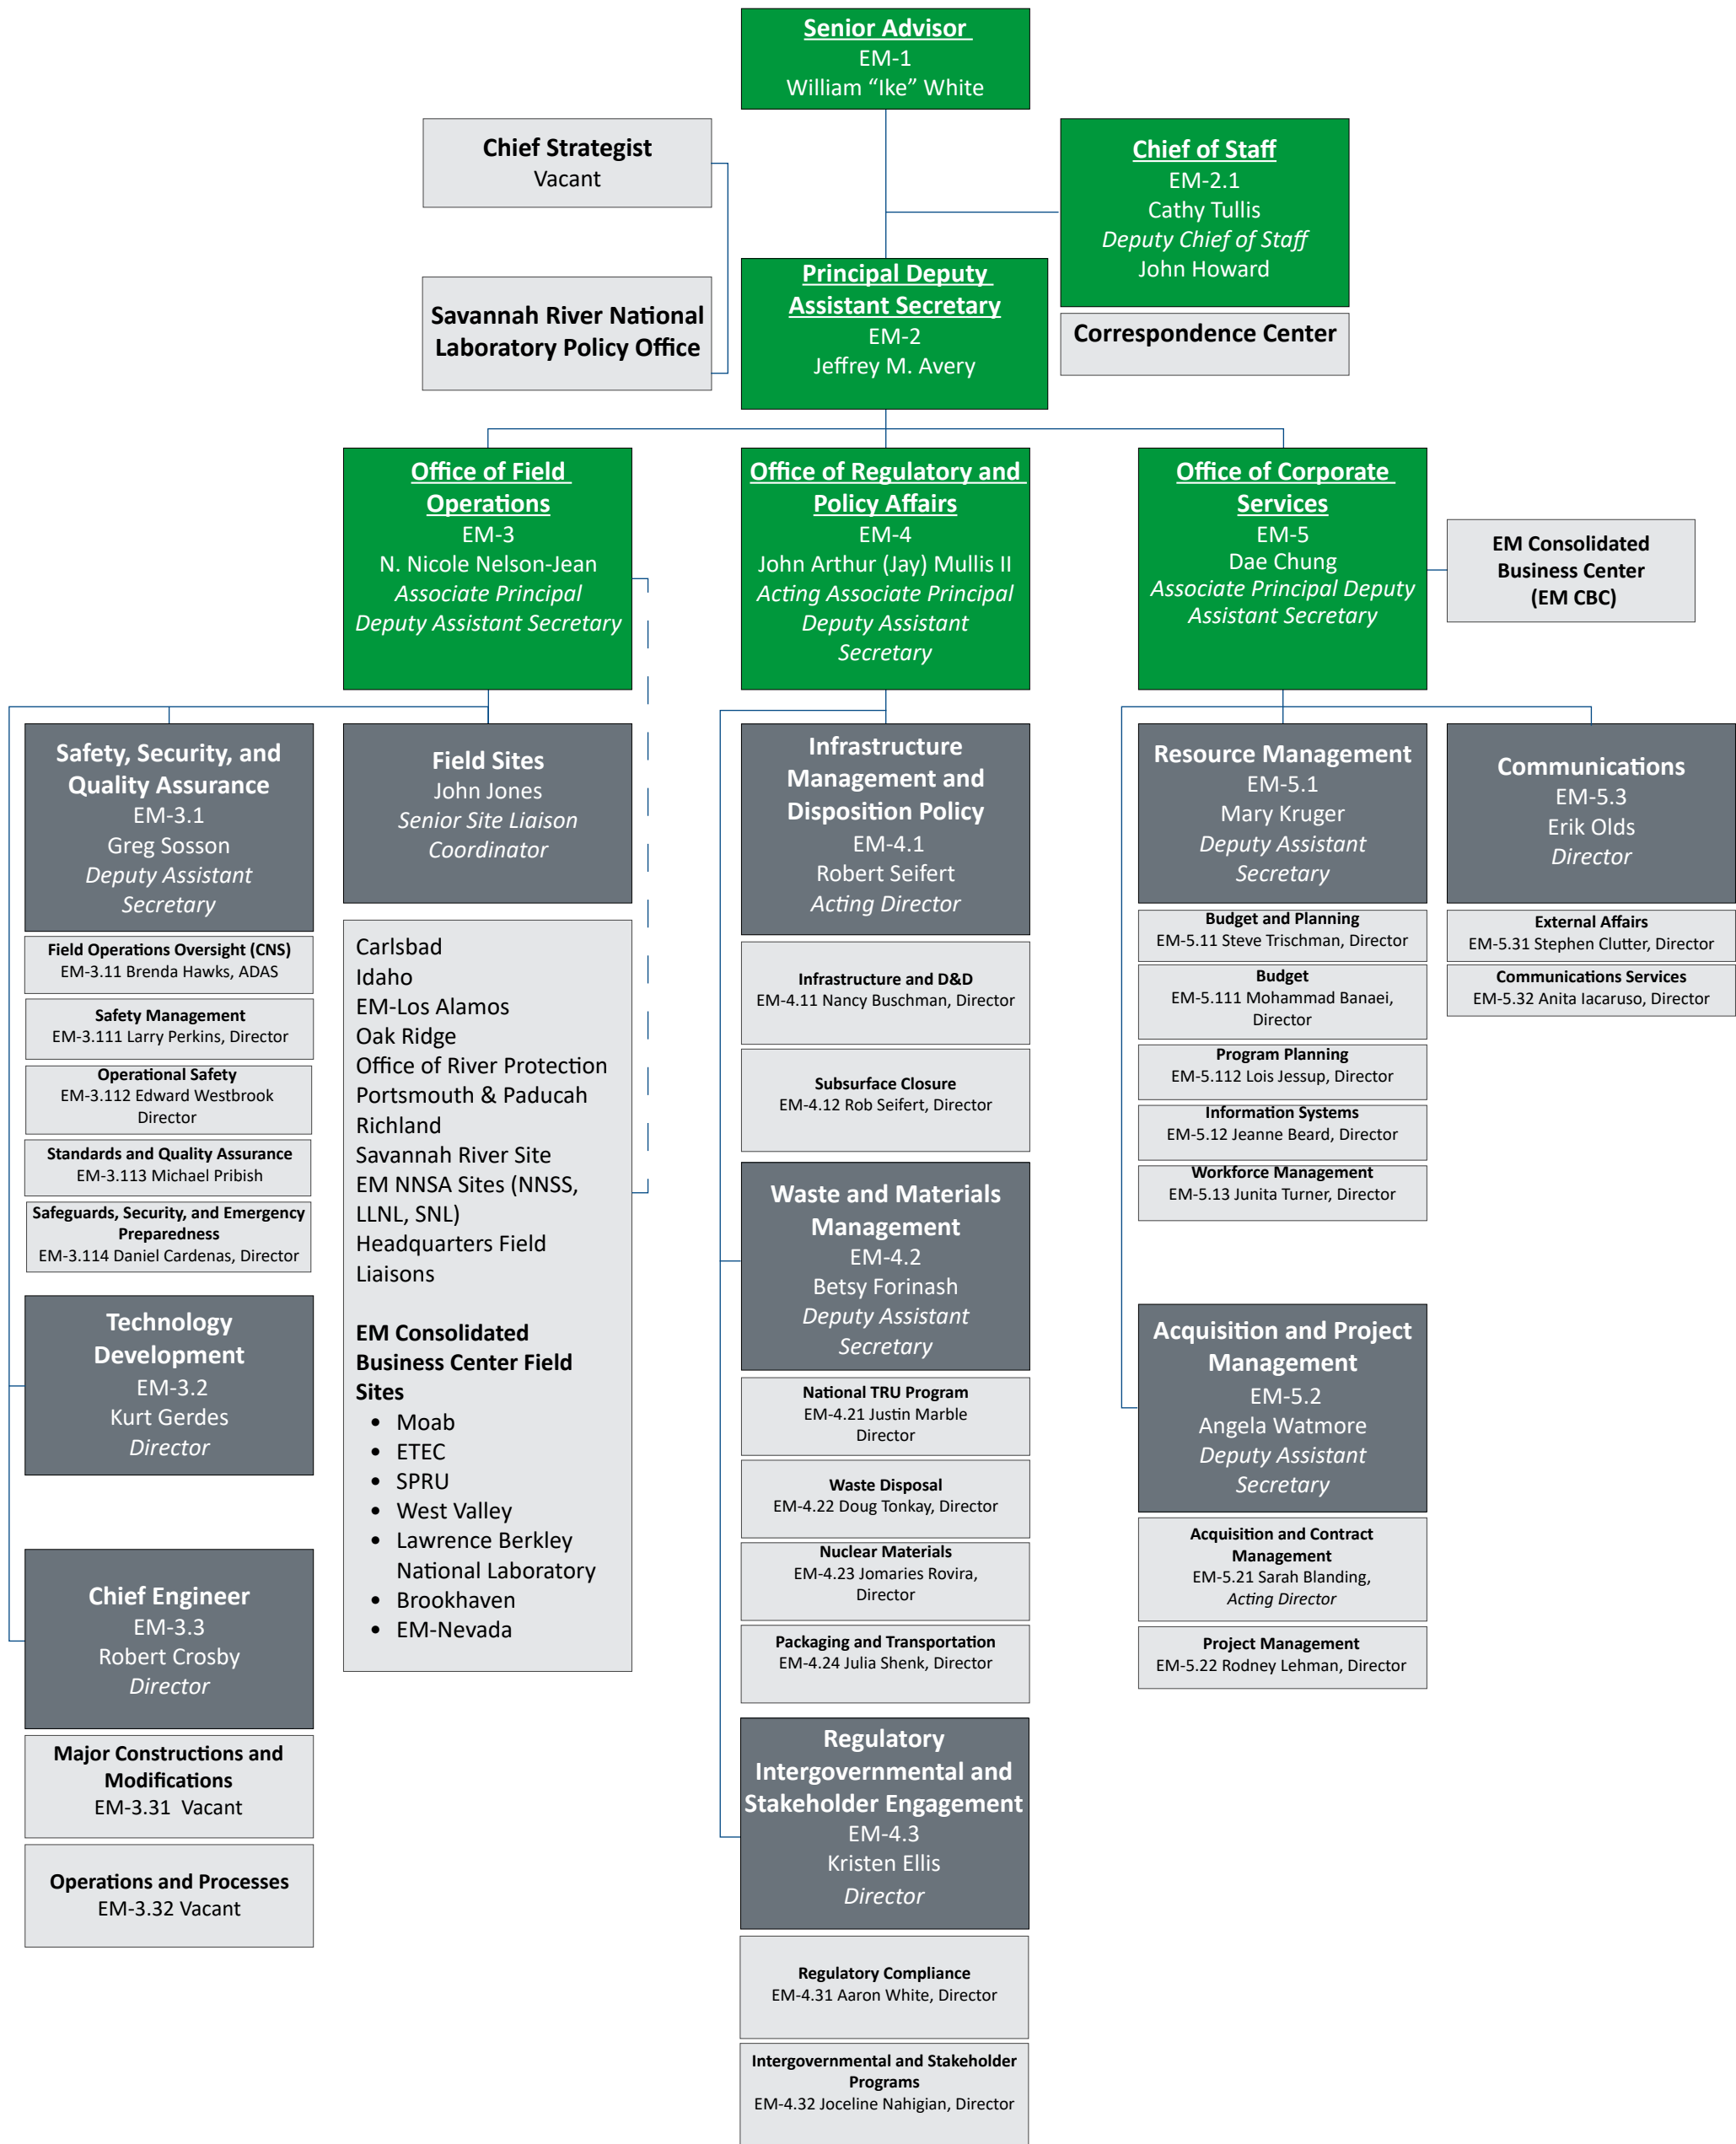 Senior Advisor
EM-1
William “Ike” White
Chief Strategist
Vacant
Chief of Staff
EM-2.1
Cathy Tullis
Deputy Chief of Staff
John Howard
Savannah River National
Laboratory Policy Office
Principal Deputy
Assistant Secretary
EM-2
Jeffrey M. Avery
Correspondence Center
Office of Field
Operations
EM-3
N. Nicole Nelson-Jean
Associate Principal
Deputy Assistant Secretary
Office of Regulatory and
Policy Affairs
EM-4
John Arthur (Jay) Mullis II
Acting Associate Principal
Deputy Assistant
Secretary
Office of Corporate
Services
EM-5
Dae Chung
Associate Principal Deputy
Assistant Secretary
EM Consolidated
Business Center
(EM CBC)
Safety, Security, and
Quality Assurance
EM-3.1
Greg Sosson
Deputy Assistant
Secretary
Field Operations Oversight (CNS)
EM-3.11 Brenda Hawks, ADAS
Safety Management
EM-3.111 Larry Perkins, Director
Operational Safety
EM-3.112 Edward Westbrook
Director
Standards and Quality Assurance
EM-3.113 Michael Pribish
Safeguards, Security, and Emergency
Preparedness
EM-3.114 Daniel Cardenas, Director
Technology
Development
EM-3.2
Kurt Gerdes
Director
Chief Engineer
EM-3.3
Robert Crosby
Director
Major Constructions and
Modifications
EM-3.31 Vacant
Operations and Processes
EM-3.32 Vacant
Field Sites
John Jones
Senior Site Liaison
Coordinator
Carlsbad
Idaho
EM-Los Alamos
Oak Ridge
Office of River Protection
Portsmouth & Paducah
Richland
Savannah River Site
EM NNSA Sites (NNSS,
LLNL, SNL)
Headquarters Field
Liaisons
EM Consolidated
Business Center Field
Sites
• Moab
• ETEC
• SPRU
• West Valley
• Lawrence Berkley
National Laboratory
• Brookhaven
• EM-Nevada
Infrastructure
Management and
Disposition Policy
EM-4.1
Robert Seifert
Acting Director
Infrastructure and D&D
EM-4.11 Nancy Buschman, Director
Subsurface Closure
EM-4.12 Rob Seifert, Director
Waste and Materials
Management
EM-4.2
Betsy Forinash
Deputy Assistant
Secretary
National TRU Program
EM-4.21 Justin Marble
Director
Waste Disposal
EM-4.22 Doug Tonkay, Director
Nuclear Materials
EM-4.23 Jomaries Rovira,
Director
Packaging and Transportation
EM-4.24 Julia Shenk, Director
Regulatory
Intergovernmental and
Stakeholder Engagement
EM-4.3
Kristen Ellis
Director
Regulatory Compliance
EM-4.31 Aaron White, Director
Intergovernmental and Stakeholder
Programs
EM-4.32 Joceline Nahigian, Director
Resource Management
EM-5.1
Mary Kruger
Deputy Assistant
Secretary
Budget and Planning
EM-5.11 Steve Trischman, Director
Budget
EM-5.111 Mohammad Banaei,
Director
Program Planning
EM-5.112 Lois Jessup, Director
Information Systems
EM-5.12 Jeanne Beard, Director
Workforce Management
EM-5.13 Junita Turner, Director
Acquisition and Project
Management
EM-5.2
Angela Watmore
Deputy Assistant
Secretary
Acquisition and Contract
Management
EM-5.21 Sarah Blanding,
Acting Director
Project Management
EM-5.22 Rodney Lehman, Director
Communications
EM-5.3
Erik Olds
Director
External Affairs
EM-5.31 Stephen Clutter, Director
Communications Services
EM-5.32 Anita Iacaruso, Director